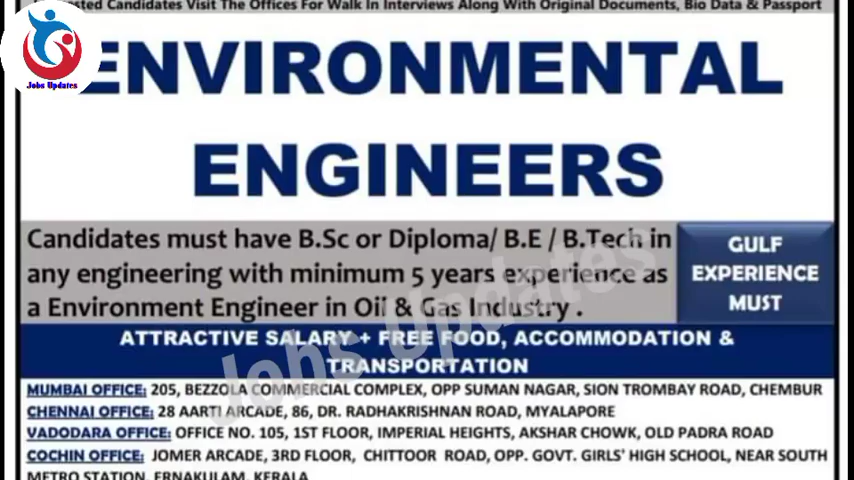 sted Candidates Visit The Offices For Walk In Interviews Along With Original Documents, Bio Data & Passport
Jobs Updates
ENVIRONMENTAL
ENGINEERS
Candidates must have B.Sc or Diploma/ B.E / B.Tech in
any engineering with minimum 5 years experience as
a Environment Engineer in Oil & Gas Industry .
GULF
EXPERIENCE
MUST
Jobs Updates
ATTRACTIVE SALARY + FREE FOOD, ACCOMMODATION &
TRANSPORTATION
MUMBAI OFFICE: 205, BEZZOLA COMMERCIAL COMPLEX, OPP SUMAN NAGAR, SION TROMBAY ROAD, CHEMBUR
CHENNAI OFFICE: 28 AARTI ARCADE, 86, DR. RADHAKRISHNAN ROAD, MYALAPORE
VADODARA OFFICE: OFFICE NO. 105, 1ST FLOOR, IMPERIAL HEIGHTS, AKSHAR CHOWK, OLD PADRA ROAD
COCHIN OFFICE: JOMER ARCADE, 3RD FLOOR, CHITTOOR ROAD, OPP. GOVT. GIRLS' HIGH SCHOOL, NEAR SOUTH
METRO STATION, ERNAKULAM, KERALA